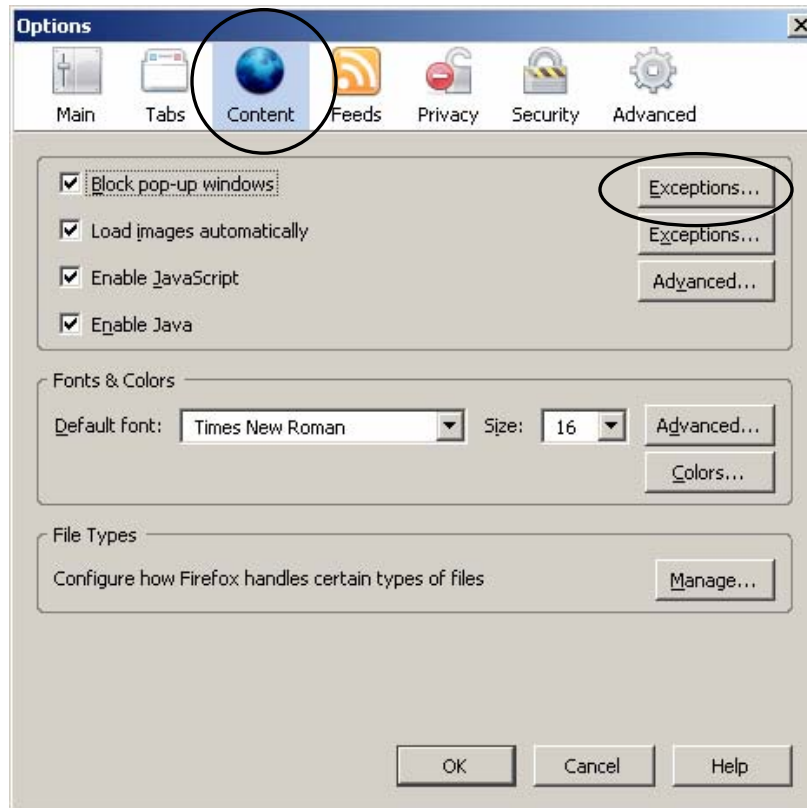 Options
Main Tabs Content Feeds Privacy Security Advanced
Block pop-up windows Exceptions...
Load images automatically Exceptions...
Enable JavaScript Advanced...
Enable Java
Fonts & Colors
Default font: Times New Roman Size: 16 Advanced...
Colors...
File Types
Configure how Firefox handles certain types of files Manage...
OK Cancel Help